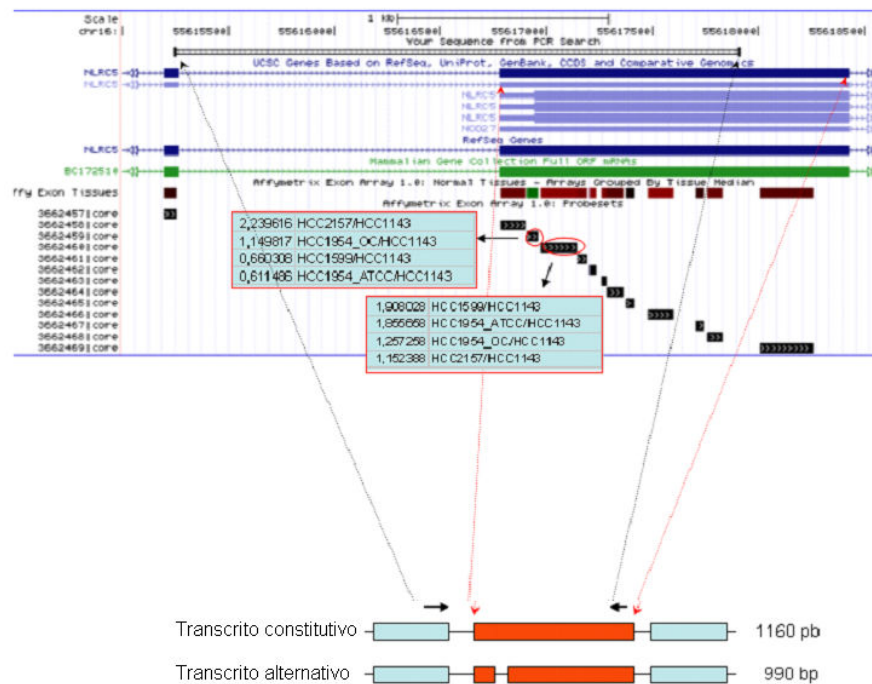 Scale 1 kb
chr16: 55615500 55616000 55616500 55617000 55617500 55618000 55618500
Your Sequence from PCR Search
UCSC Genes Based on RefSeq, UniProt, GenBank, CCDS and Comparative Genomics
NLRC5
NLRC5
NLRC5
NLRC5
NLRC5
NOD27
RefSeq Genes
NLRC5
Mammalian Gene Collection Full ORF mRNAs
BC172510
Affymetrix Exon Array 1.0: Normal Tissues - Arrays Grouped By Tissue Median
ffy Exon Tissues
Affymetrix Exon Array 1.0: Probesets
3662457|core
3662458|core
3662459|core
3662460|core
3662461|core
3662462|core
3662463|core
3662464|core
3662465|core
3662466|core
3662467|core
3662468|core
3662469|core
2,239616 HCC2157/HCC1143
1,149817 HCC1954_OC/HCC1143
0,660308 HCC1599/HCC1143
0,611486 HCC1954_ATCC/HCC1143
1,908028 HCC1599/HCC1143
1,855658 HCC1954_ATCC/HCC1143
1,257258 HCC1954_OC/HCC1143
1,152388 HCC2157/HCC1143
Transcrito constitutivo 1160 pb
Transcrito alternativo 990 bp